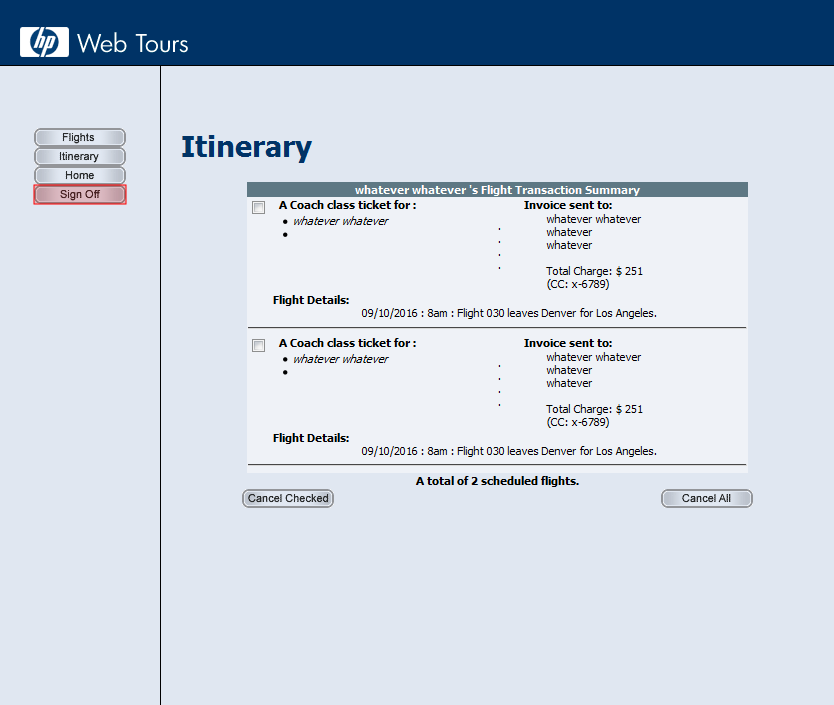 hp Web Tours
Flights
Itinerary
Home
Sign Off
Itinerary
whatever whatever 's Flight Transaction Summary
A Coach class ticket for :
Invoice sent to:
• whatever whatever
whatever whatever
•
. whatever
. whatever
.
. Total Charge: $ 251
(CC: x-6789)
Flight Details:
09/10/2016 : 8am : Flight 030 leaves Denver for Los Angeles.
A Coach class ticket for :
Invoice sent to:
• whatever whatever
whatever whatever
•
. whatever
. whatever
.
. Total Charge: $ 251
(CC: x-6789)
Flight Details:
09/10/2016 : 8am : Flight 030 leaves Denver for Los Angeles.
A total of 2 scheduled flights.
Cancel Checked
Cancel All